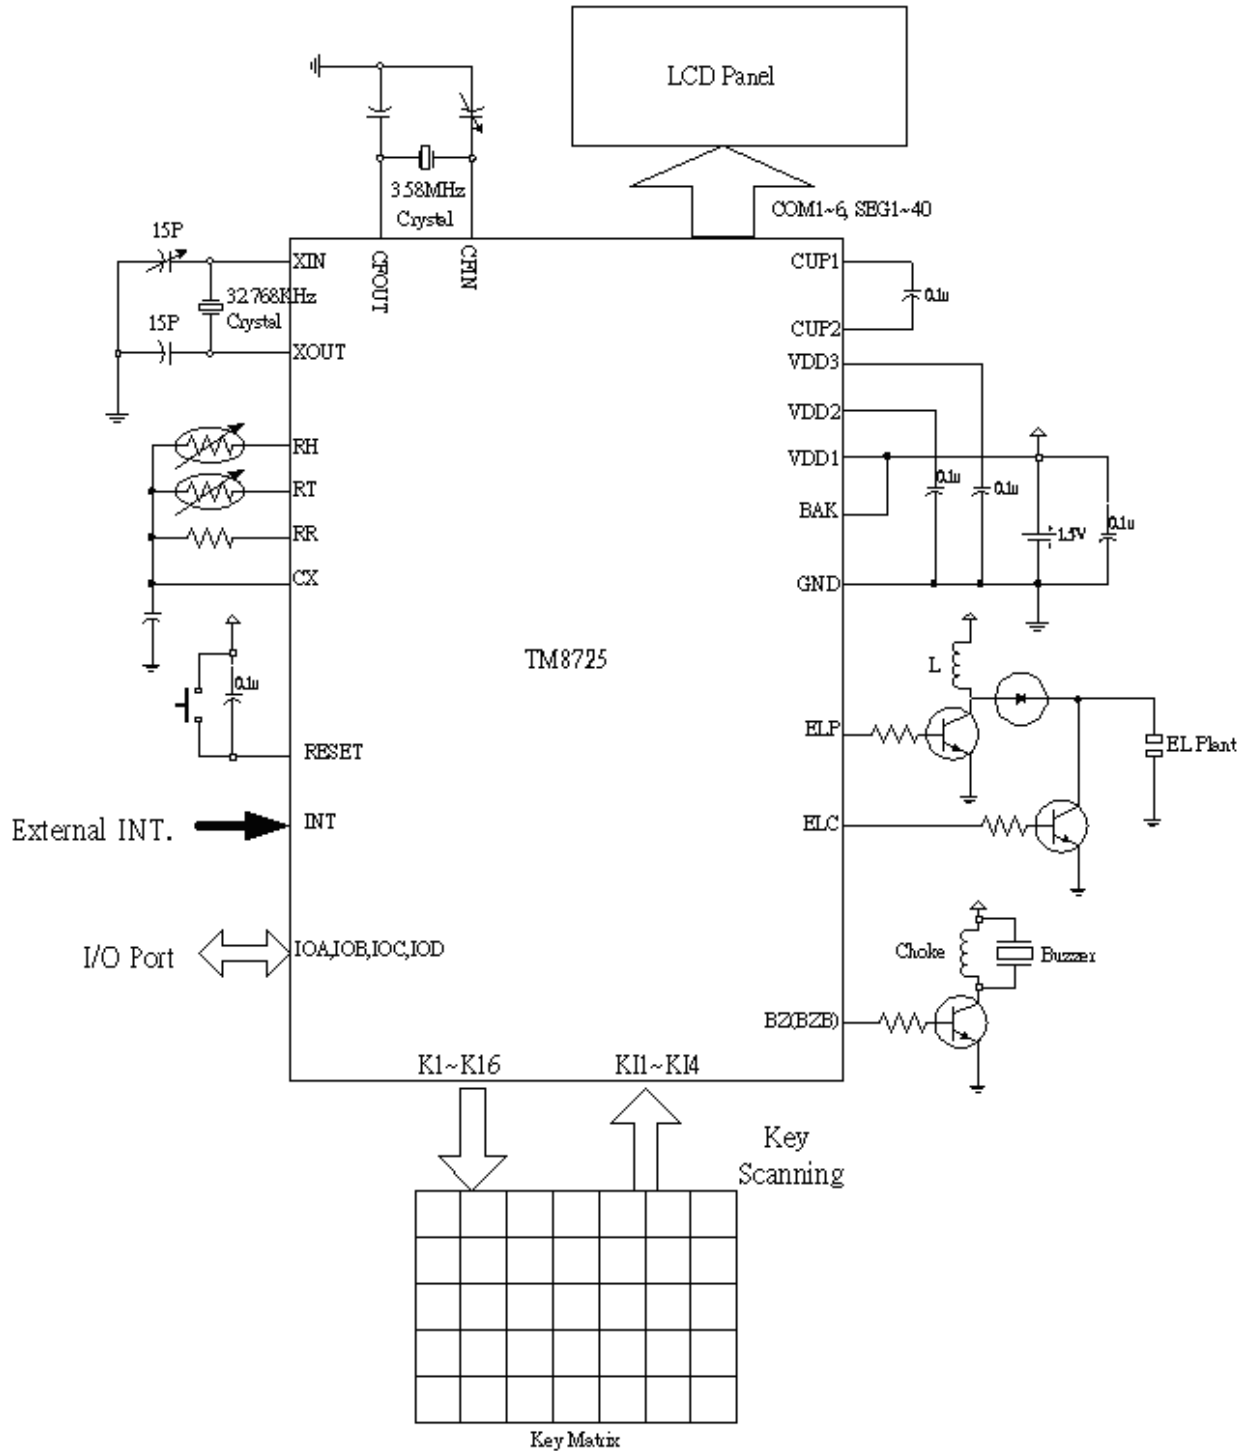 LCD Panel
3.58MHz
Crystal
COM1~6, SEG1~40
15P
XIN
CFOUT
CFIN
CUP1
32.768KHz
Crystal
0.1u
15P
XOUT
CUP2
VDD3
VDD2
RH
VDD1
RT
0.1u
0.1u
BAK
RR
1.5V
0.1u
CX
GND
TM8725
L
0.1u
ELP
EL Plant
RESET
External INT.
INT
ELC
I/O Port
IOA,IOB,IOC,IOD
Choke
Buzzer
BZ(BZB)
K1~K16
KI1~KI4
Key
Scanning
Key Matrix